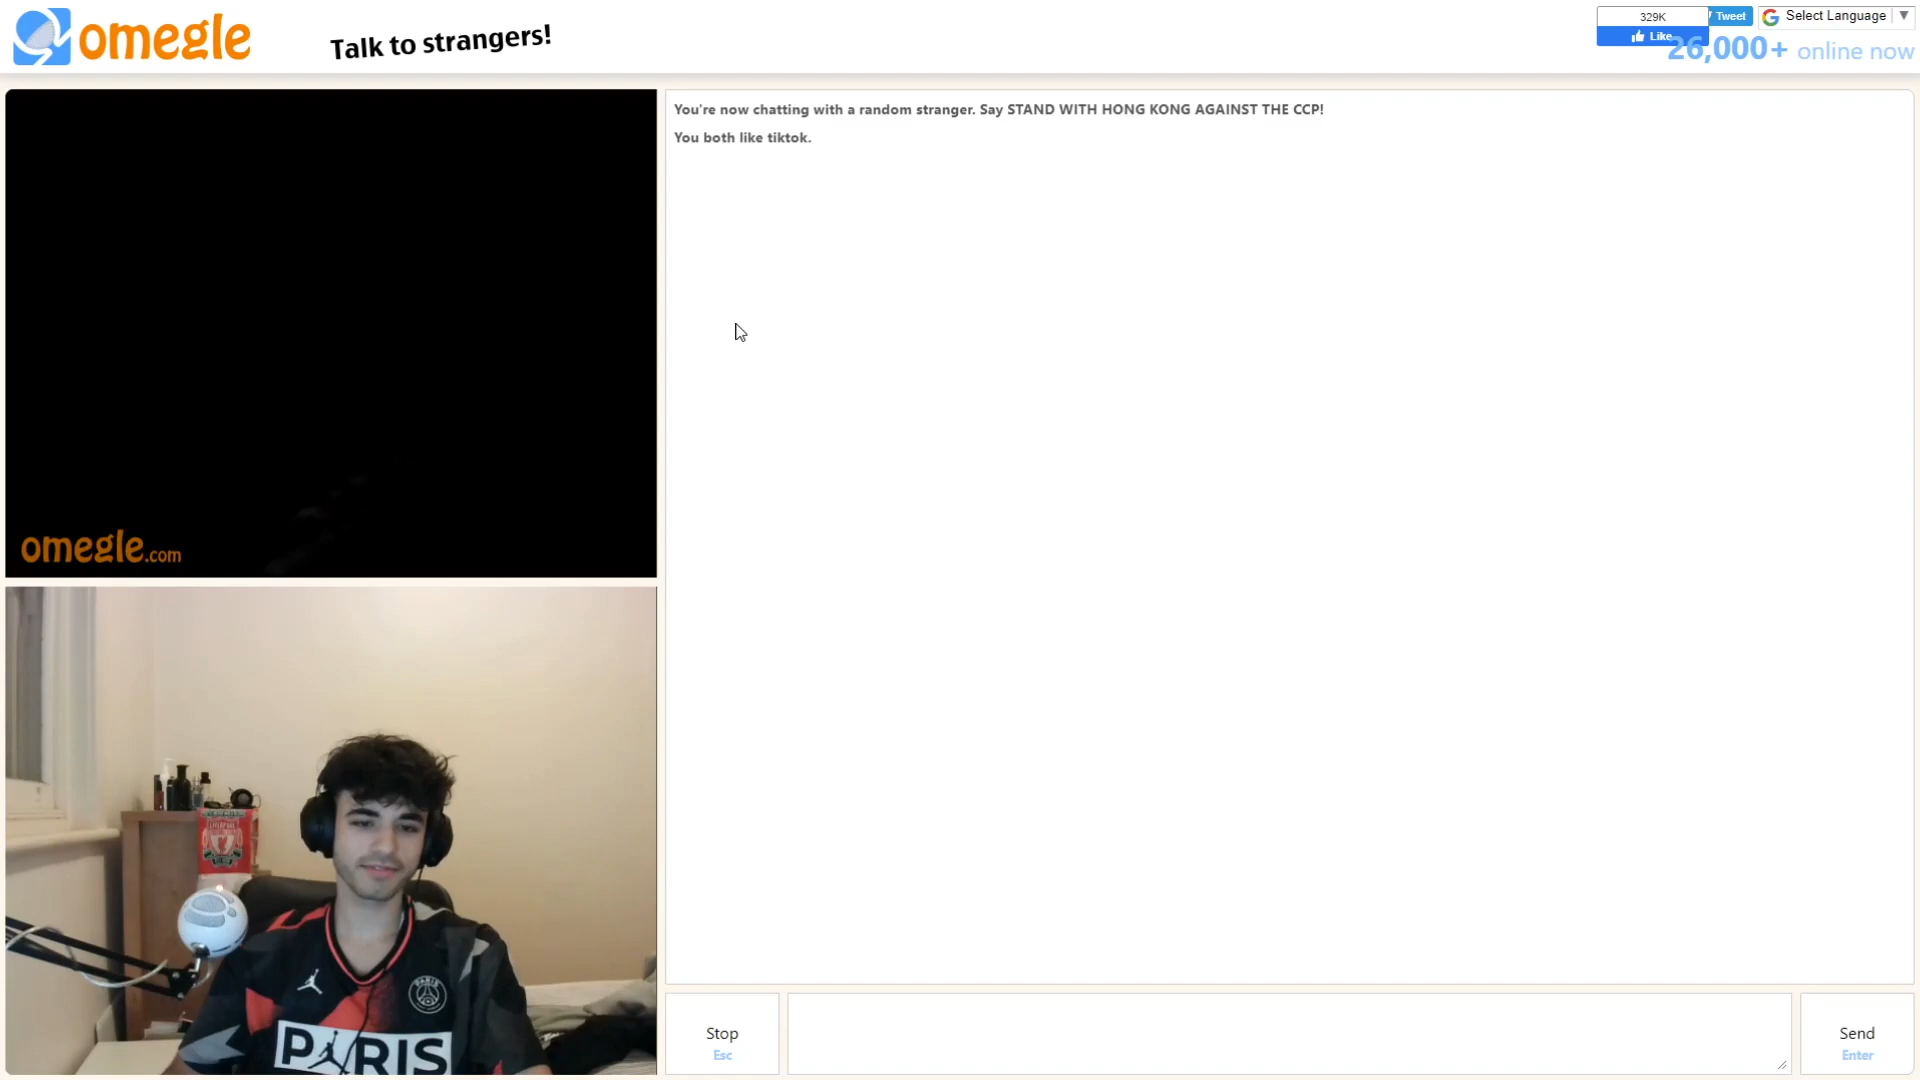 omegle
Talk to strangers!
329K
Like
Tweet
Select Language ▼
26,000+ online now
You're now chatting with a random stranger. Say STAND WITH HONG KONG AGAINST THE CCP!
You both like tiktok.
omegle.com
LIVERPOOL
PARIS
PARIS
Stop
Esc
Send
Enter